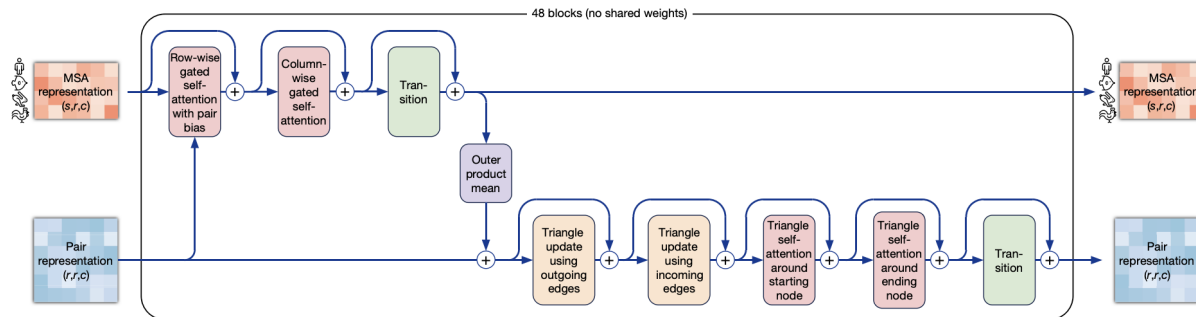 48 blocks (no shared weights)
MSA
representation
(s,r,c)
Row-wise
gated
self-
attention
with pair
bias
Column-
wise
gated
self-
attention
Tran-
sition
MSA
representation
(s,r,c)
Outer
product
mean
Pair
representation
(r,r,c)
Triangle
update
using
outgoing
edges
Triangle
update
using
incoming
edges
Triangle
self-
attention
around
starting
node
Triangle
self-
attention
around
ending
node
Tran-
sition
Pair
representation
(r,r,c)